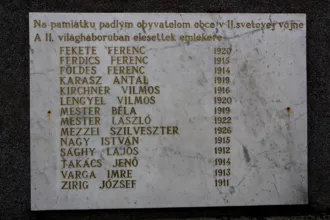 Na pamiatku padlým obyvateľom obce v II. svetovej vojne
A II. világháborúban elesettek emlékére
FEKETE FERENC 1920
FERDICS FERENC 1915
FÖLDES FERENC 1914
KARASZ ANTAL 1919
KIRCHNER VILMOS 1916
LENGYEL VILMOS 1920
MESTER BÉLA 1919
MESTER LÁSZLÓ 1922
MEZZEI SZILVESZTER 1926
NAGY ISTVÁN 1915
SÁGHY LAJOS 1912
TAKÁCS JENŐ 1914
VARGA IMRE 1913
ZIRIG JÓZSEF 1911